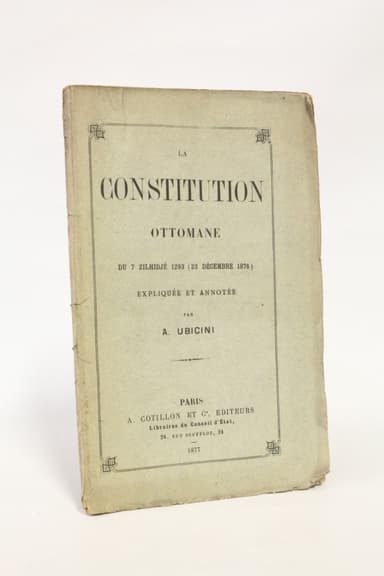 LA
CONSTITUTION
OTTOMANE
DU 7 ZILHIDJÉ 1293 (23 DÉCEMBRE 1876)
EXPLIQUÉE ET ANNOTÉE
PAR
A. UBICINI
PARIS
A. COTILLON ET Cie, EDITEURS
Libraires du Conseil d'État,
24, RUE SOUFFLOT, 24
1877